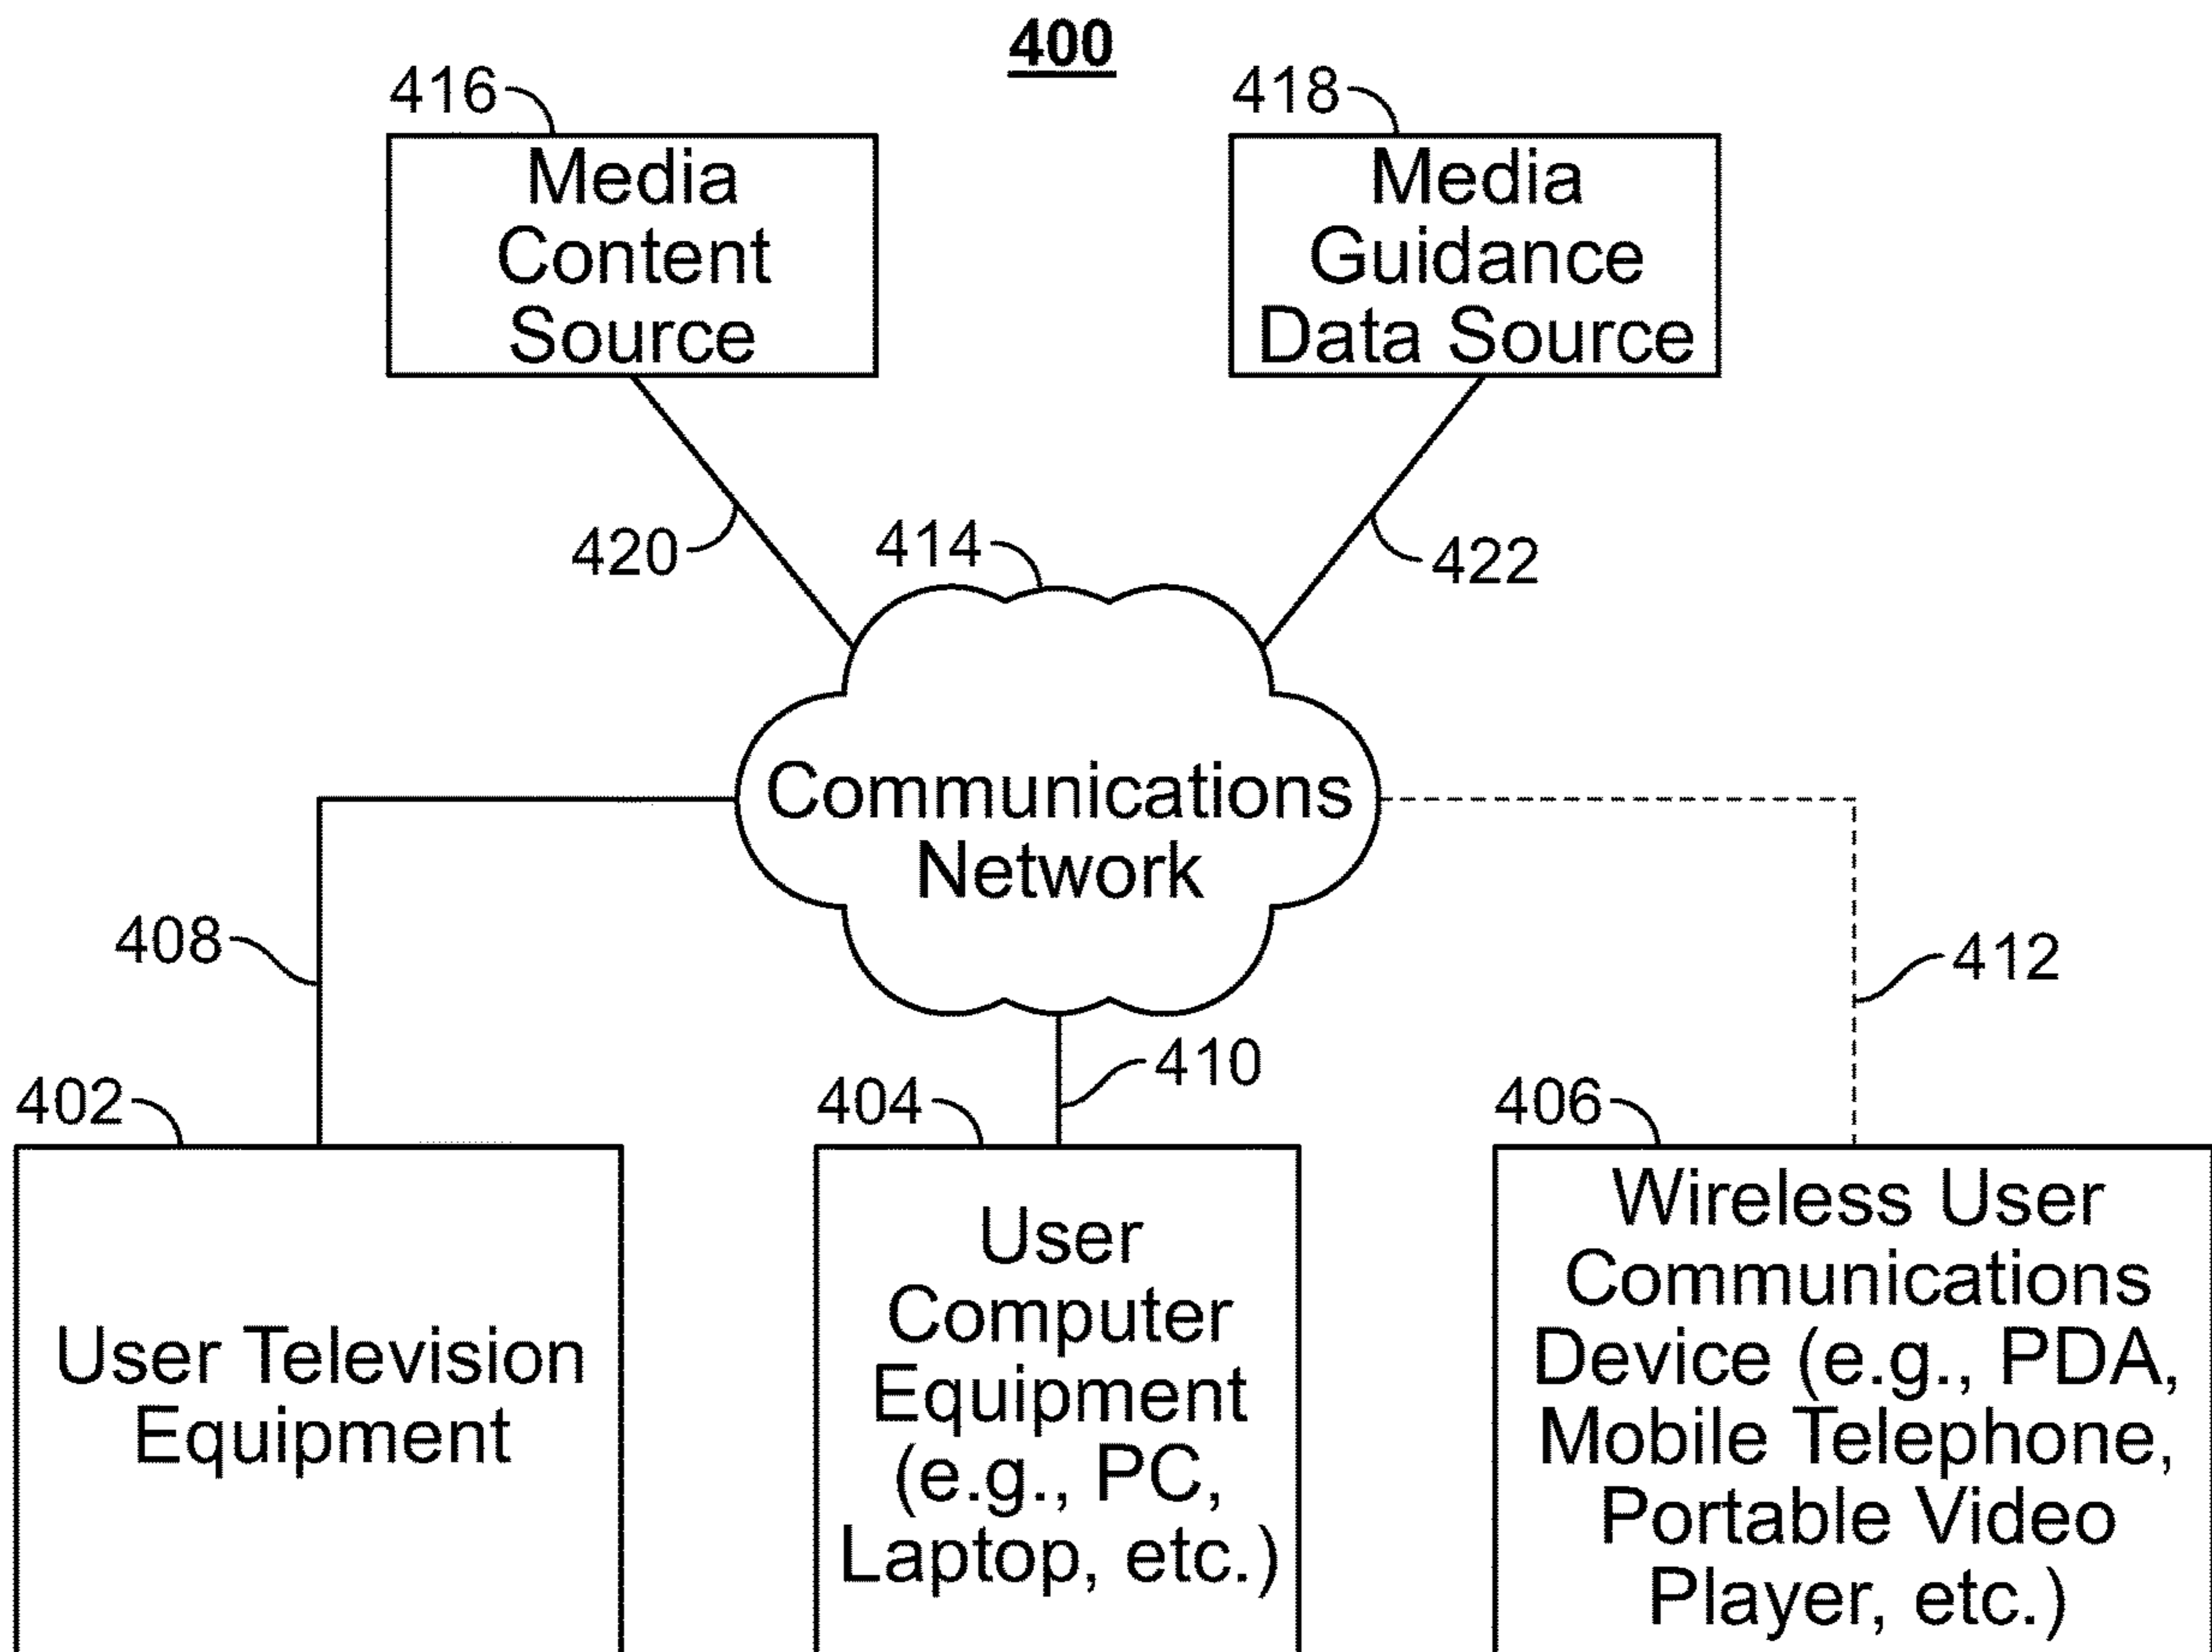 400
416
418
Media
Content
Source
Media
Guidance
Data Source
420
414
422
Communications
Network
408
412
410
402
404
406
User Television
Equipment
User
Computer
Equipment
(e.g., PC,
Laptop, etc.)
Wireless User
Communications
Device (e.g., PDA,
Mobile Telephone,
Portable Video
Player, etc.)